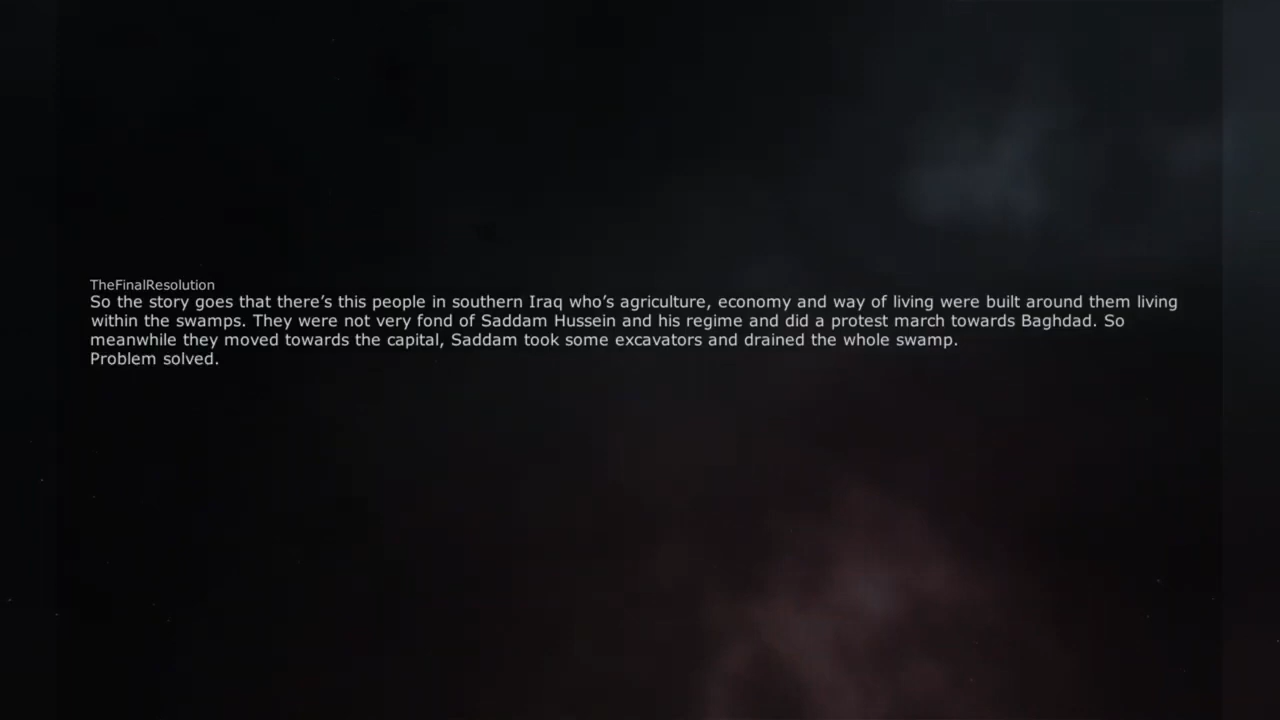 TheFinalResolution
So the story goes that there’s this people in southern Iraq who’s agriculture, economy and way of living were built around them living
within the swamps. They were not very fond of Saddam Hussein and his regime and did a protest march towards Baghdad. So
meanwhile they moved towards the capital, Saddam took some excavators and drained the whole swamp.
Problem solved.